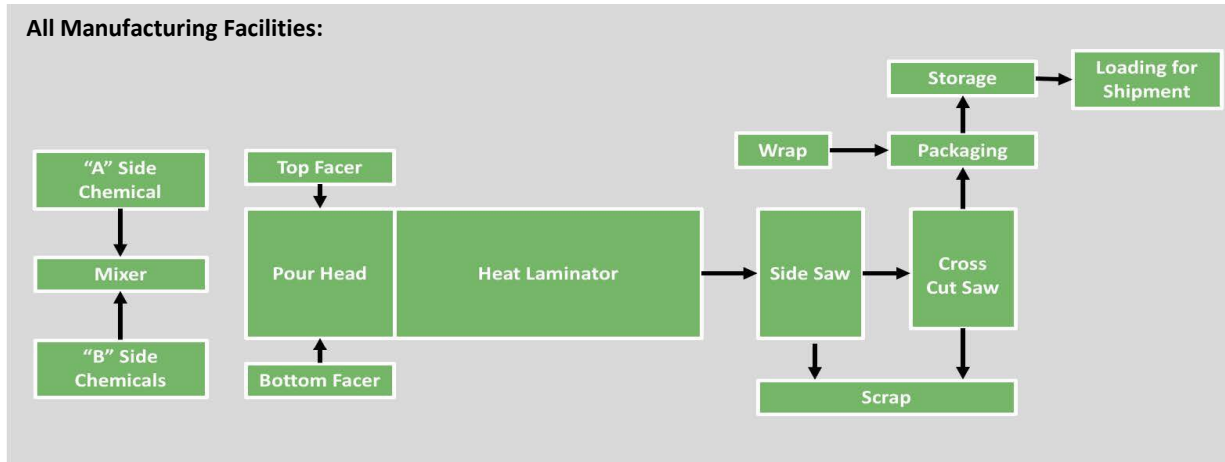 All Manufacturing Facilities:
Storage
Loading for
Shipment
Wrap
Packaging
“A” Side
Chemical
Top Facer
Mixer
Pour Head
Heat Laminator
Side Saw
Cross
Cut Saw
“B” Side
Chemicals
Bottom Facer
Scrap